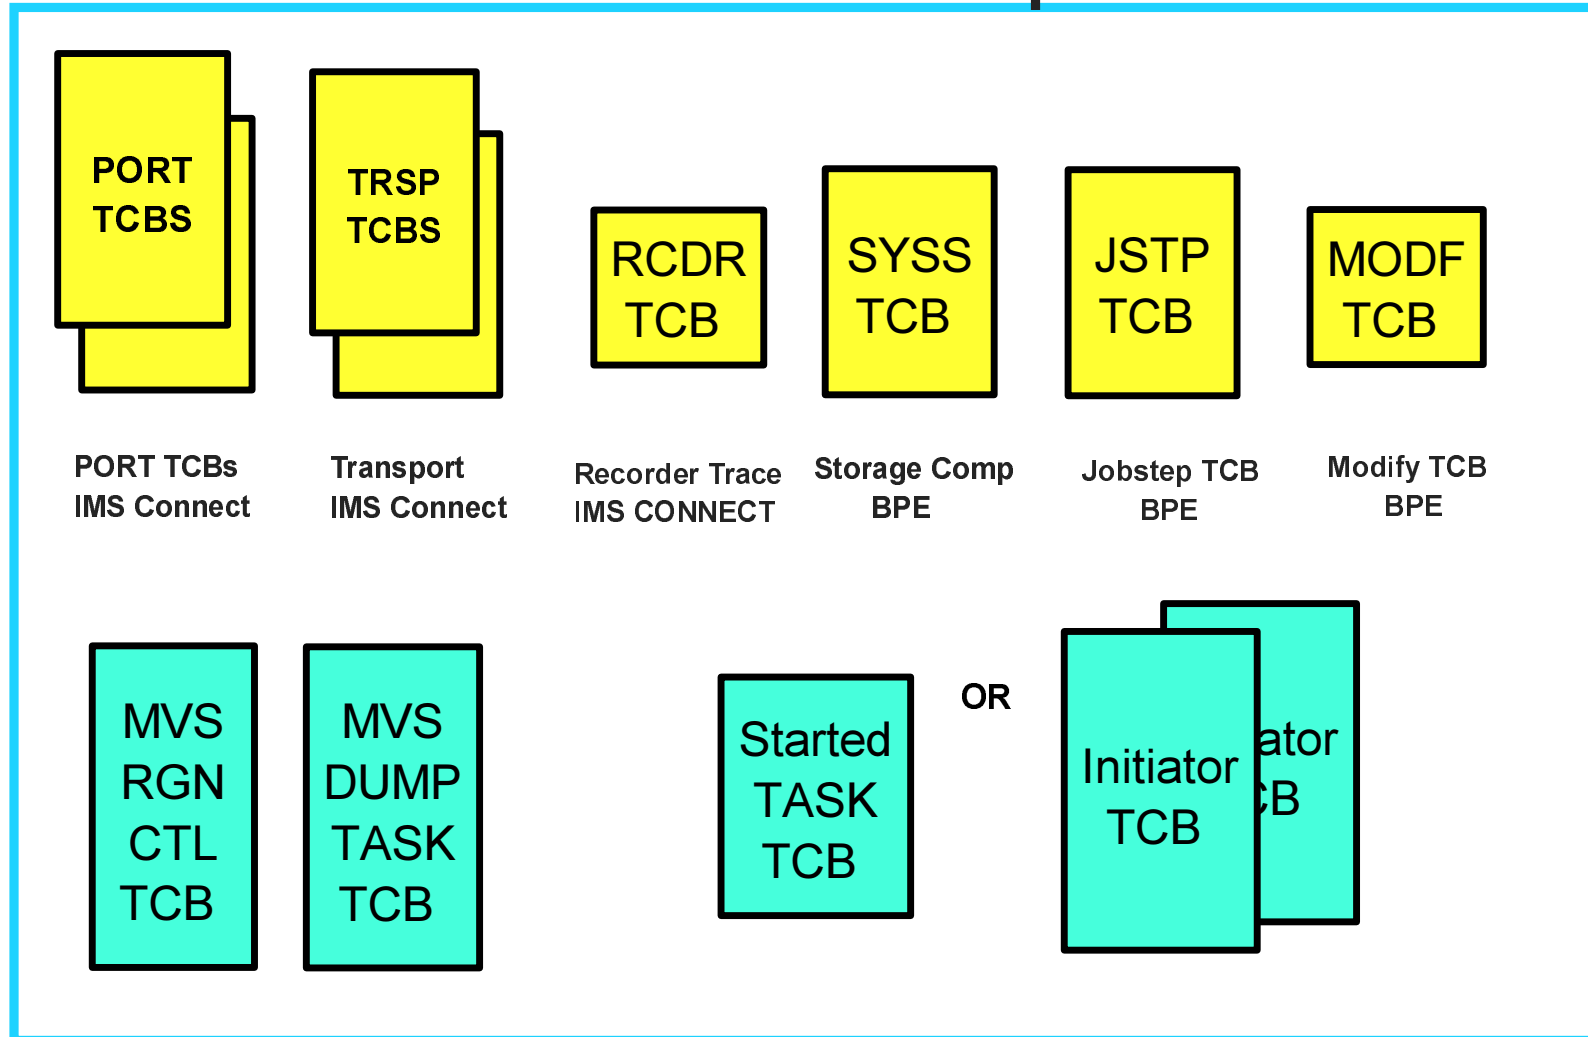 PORT
TCBS
TRSP
TCBS
RCDR
TCB
SYSS
TCB
JSTP
TCB
MODF
TCB
PORT TCBs
IMS Connect
Transport
IMS Connect
Recorder Trace
IMS CONNECT
Storage Comp
BPE
Jobstep TCB
BPE
Modify TCB
BPE
MVS
RGN
CTL
TCB
MVS
DUMP
TASK
TCB
Started
TASK
TCB
OR
Initiator
TCB
ator
CB